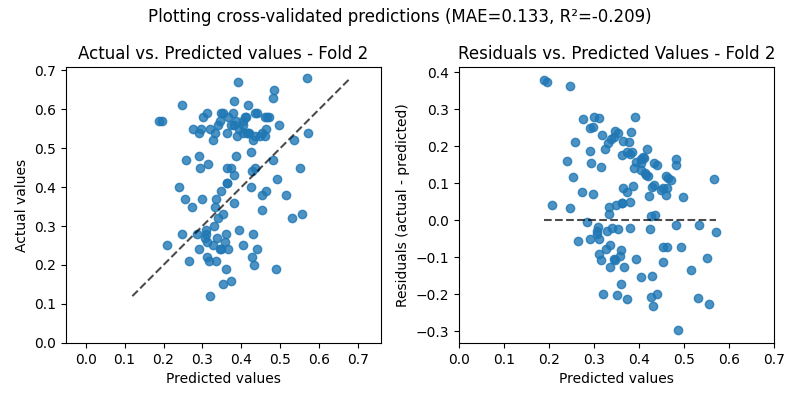 Plotting cross-validated predictions (MAE=0.133, R²=-0.209)
Actual vs. Predicted values - Fold 2
0.7
0.6
0.5
0.4
0.3
0.2
0.1
0.0
Actual values
0.0 0.1 0.2 0.3 0.4 0.5 0.6 0.7
Predicted values
Residuals vs. Predicted Values - Fold 2
0.4
0.3
0.2
0.1
0.0
−0.1
−0.2
−0.3
Residuals (actual - predicted)
0.0 0.1 0.2 0.3 0.4 0.5 0.6 0.7
Predicted values